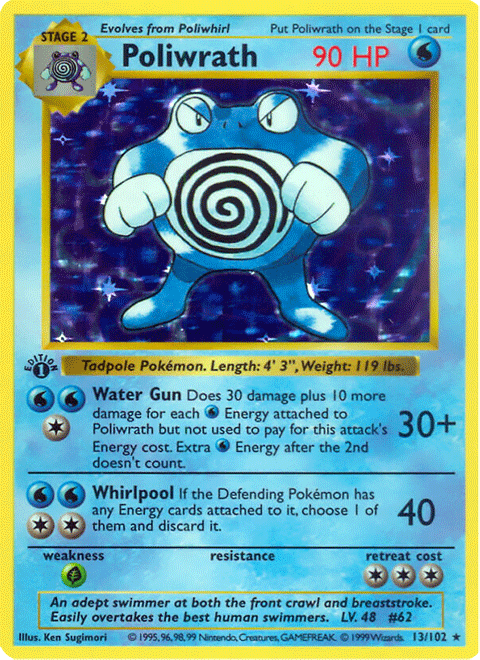 Evolves from Poliwhirl Put Poliwrath on the Stage 1 card
STAGE 2
Poliwrath 90 HP
EDITION
1
Tadpole Pokémon. Length: 4' 3", Weight: 119 lbs.
Water Gun Does 30 damage plus 10 more
damage for each Energy attached to
Poliwrath but not used to pay for this attack's
Energy cost. Extra Energy after the 2nd
doesn't count.
30+
Whirlpool If the Defending Pokémon has
any Energy cards attached to it, choose 1 of
them and discard it.
40
weakness resistance retreat cost
An adept swimmer at both the front crawl and breaststroke.
Easily overtakes the best human swimmers. LV. 48 #62
Illus. Ken Sugimori © 1995, 96, 98, 99 Nintendo, Creatures, GAMEFREAK. © 1999 Wizards. 13/102 ★